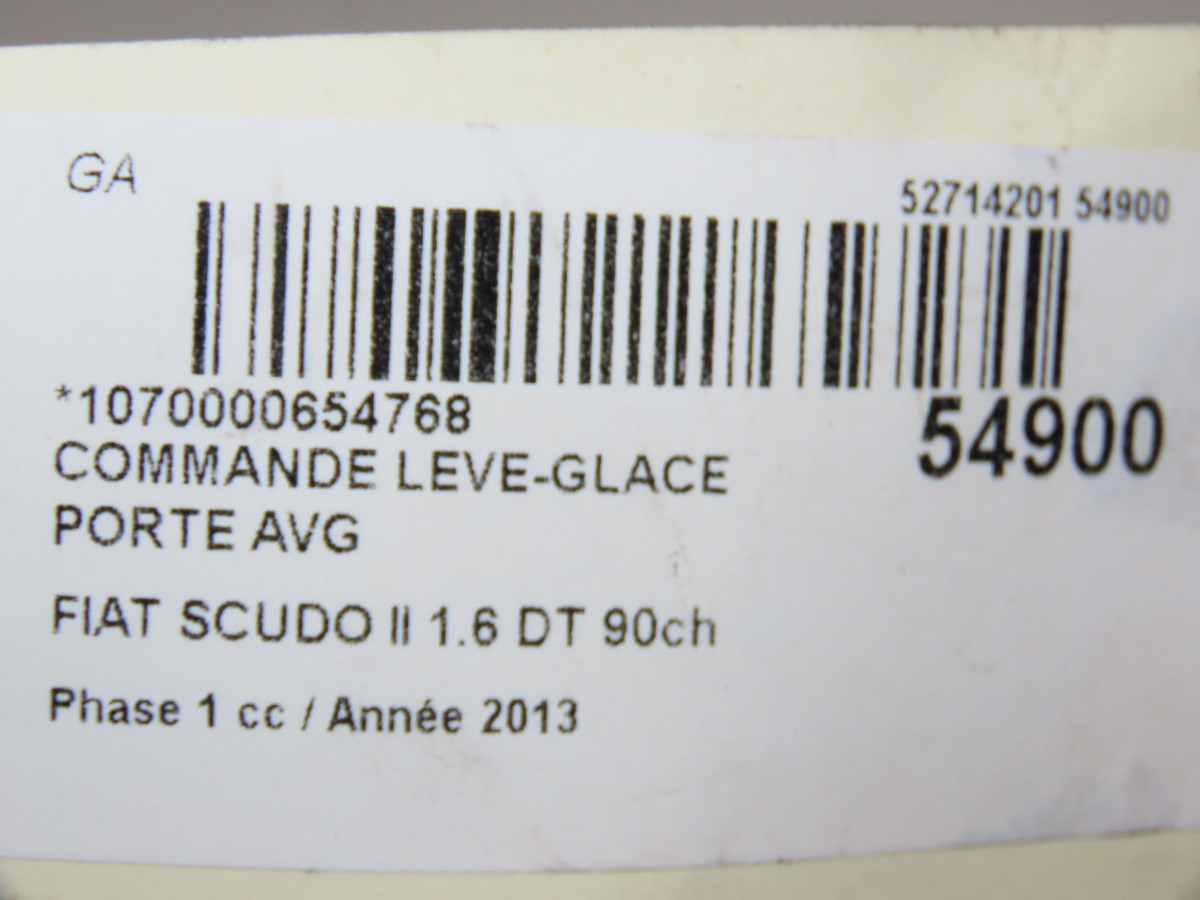 GA
52714201 54900
*1070000654768
54900
COMMANDE LEVE-GLACE
PORTE AVG
FIAT SCUDO II 1.6 DT 90ch
Phase 1 cc / Année 2013